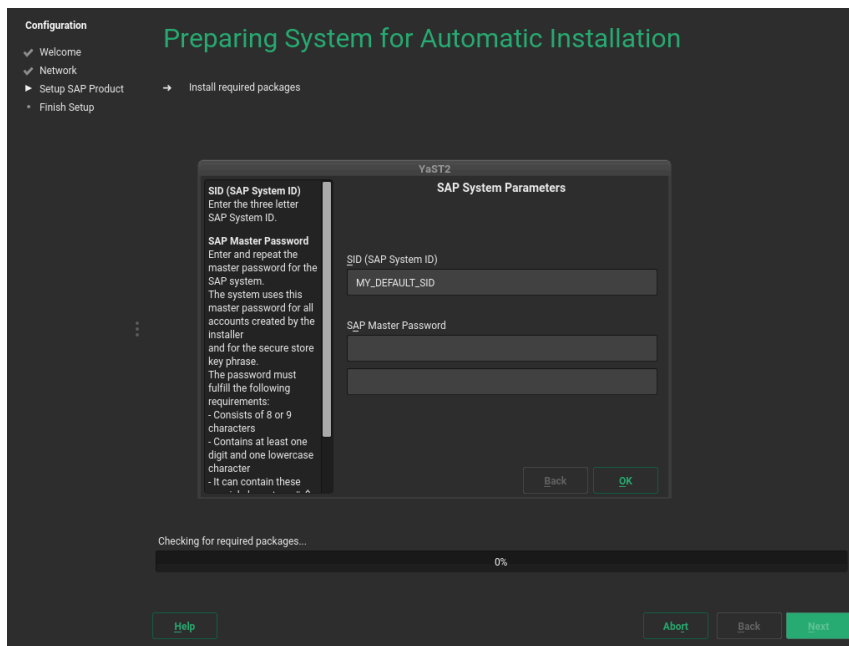 Configuration
Welcome
Network
Setup SAP Product
Finish Setup
Preparing System for Automatic Installation
Install required packages
YaST2
SID (SAP System ID)
Enter the three letter
SAP System ID.
SAP Master Password
Enter and repeat the
master password for the
SAP system.
The system uses this
master password for all
accounts created by the
installer
and for the secure store
key phrase.
The password must
fulfill the following
requirements:
- Consists of 8 or 9
characters
- Contains at least one
digit and one lowercase
character
- It can contain these
SAP System Parameters
SID (SAP System ID)
MY_DEFAULT_SID
SAP Master Password
Back
OK
Checking for required packages...
0%
Help
Abort
Back
Next